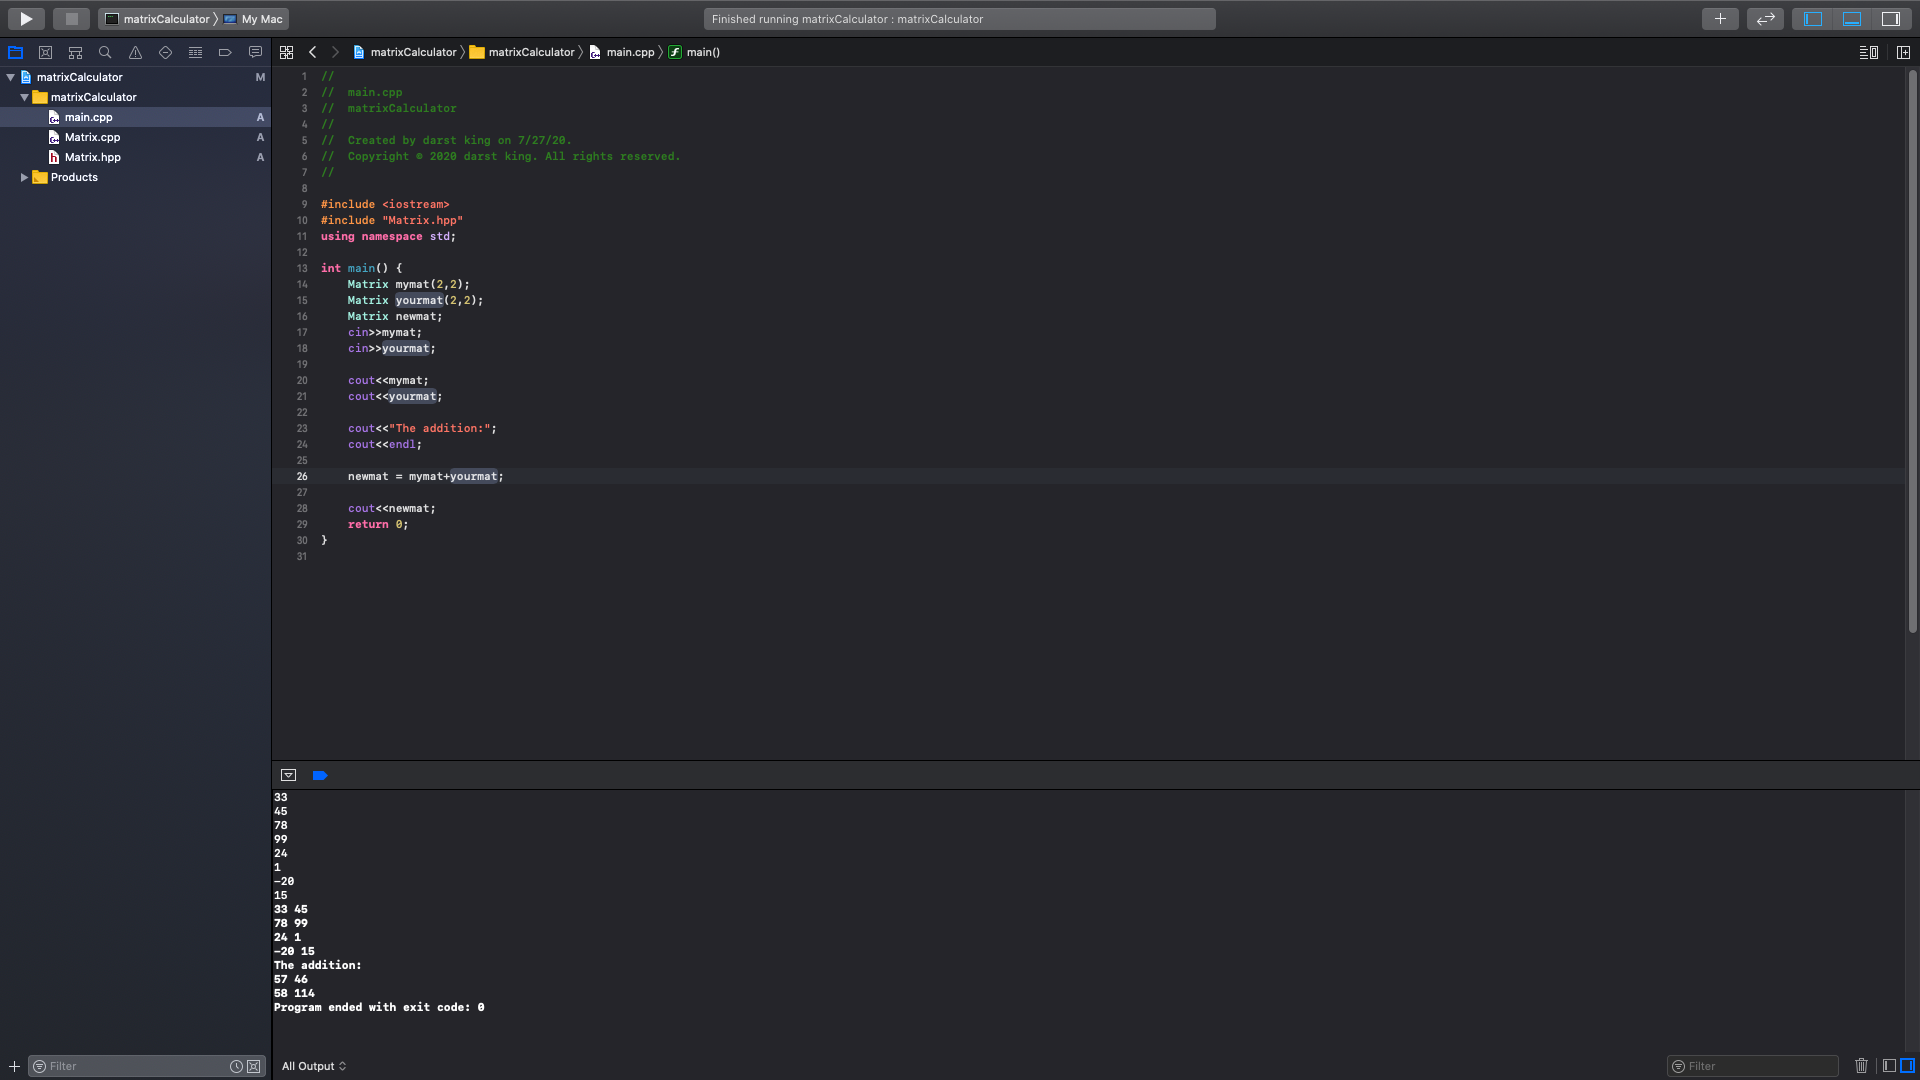 matrixCalculator 〉 My Mac
Finished running matrixCalculator : matrixCalculator
matrixCalculator 〉 matrixCalculator 〉 main.cpp 〉 main()
matrixCalculator M
matrixCalculator
main.cpp A
Matrix.cpp A
Matrix.hpp A
Products
1 //
2 //  main.cpp
3 //  matrixCalculator
4 //
5 //  Created by darst king on 7/27/20.
6 //  Copyright © 2020 darst king. All rights reserved.
7 //
8
9 #include <iostream>
10 #include "Matrix.hpp"
11 using namespace std;
12
13 int main() {
14     Matrix mymat(2,2);
15     Matrix yourmat(2,2);
16     Matrix newmat;
17     cin>>mymat;
18     cin>>yourmat;
19
20     cout<<mymat;
21     cout<<yourmat;
22
23     cout<<"The addition:";
24     cout<<endl;
25
26     newmat = mymat+yourmat;
27
28     cout<<newmat;
29     return 0;
30 }
31
33
45
78
99
24
1
-20
15
33 45
78 99
24 1
-20 15
The addition:
57 46
58 114
Program ended with exit code: 0
Filter
All Output
Filter